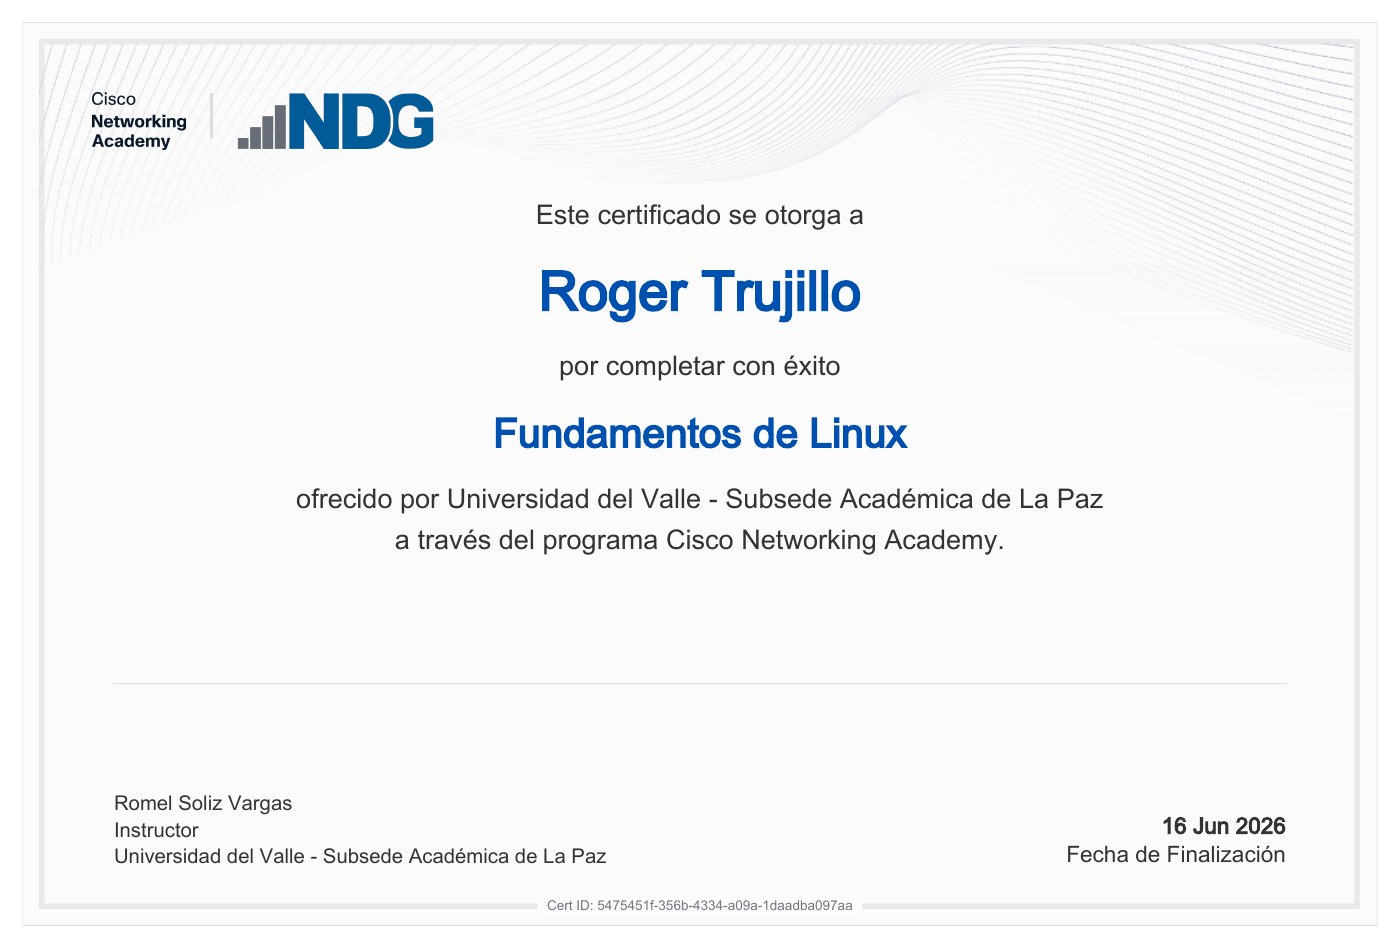 Cisco
Networking
Academy
NDG
Este certificado se otorga a
Roger Trujillo
por completar con éxito
Fundamentos de Linux
ofrecido por Universidad del Valle - Subsede Académica de La Paz
a través del programa Cisco Networking Academy.
Romel Soliz Vargas
Instructor
Universidad del Valle - Subsede Académica de La Paz
16 Jun 2026
Fecha de Finalización
Cert ID: 5475451f-356b-4334-a09a-1daadba097aa